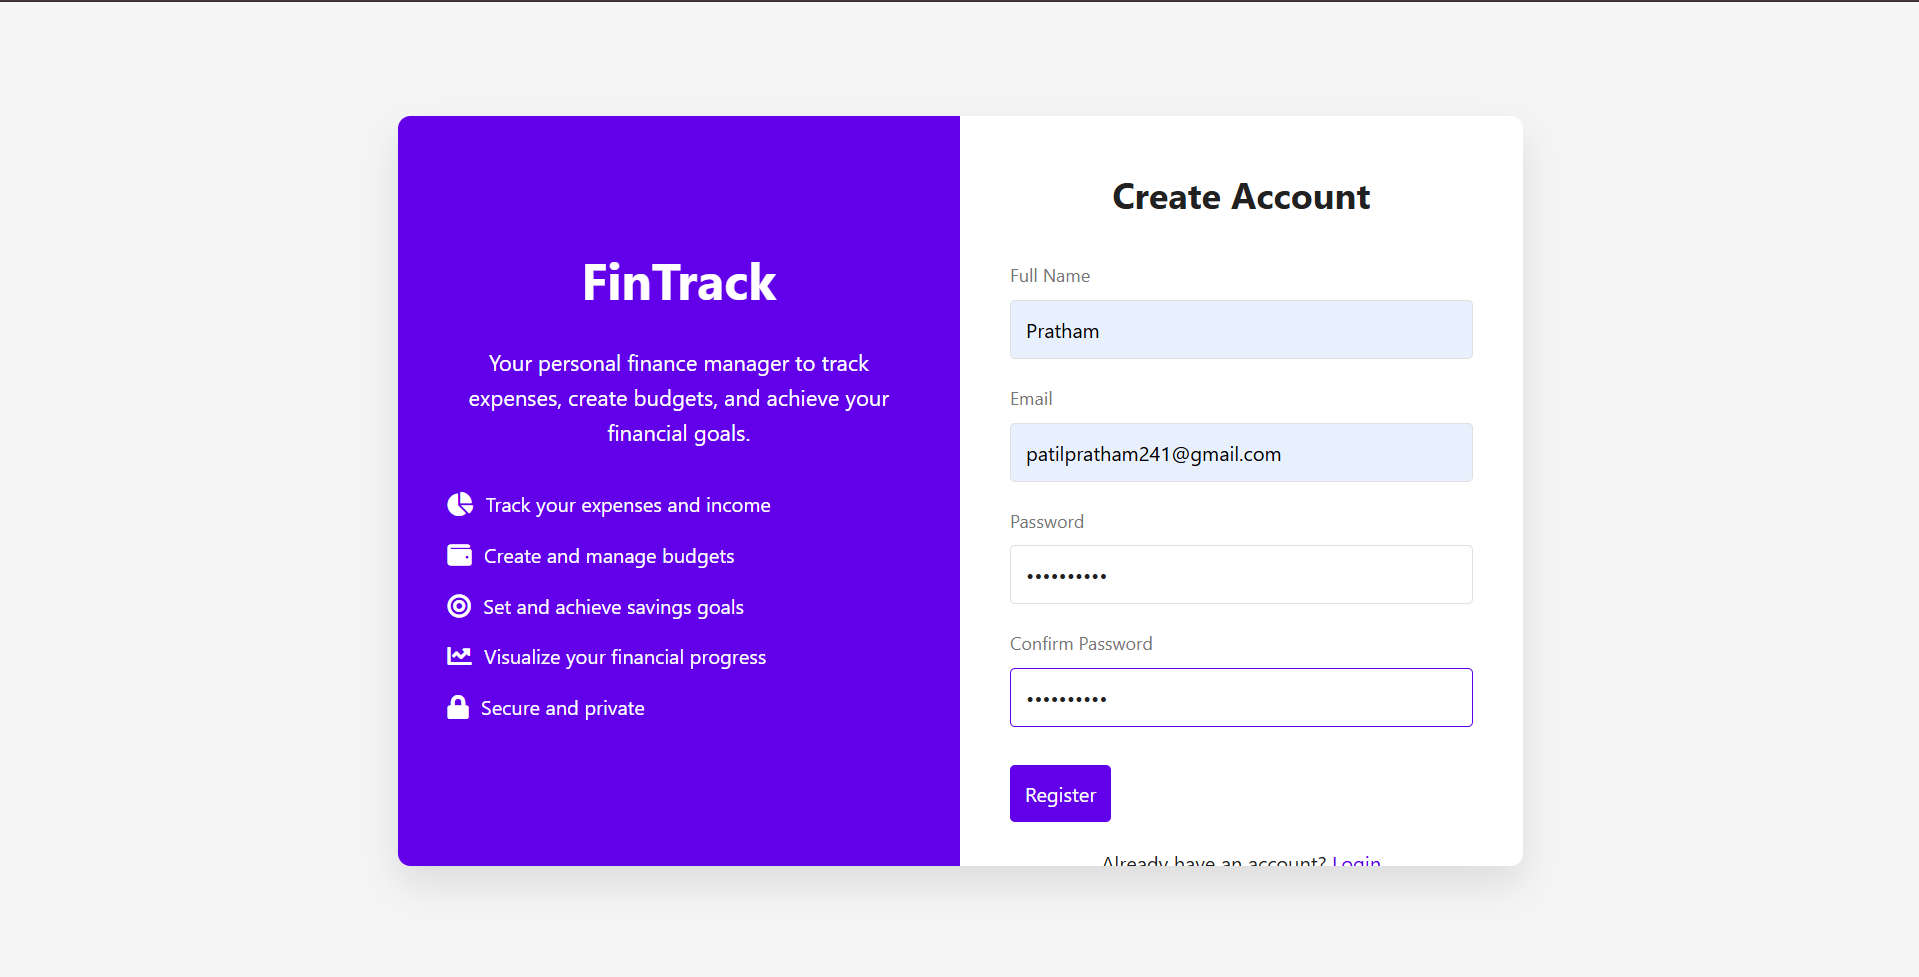 FinTrack
Your personal finance manager to track
expenses, create budgets, and achieve your
financial goals.
Track your expenses and income
Create and manage budgets
Set and achieve savings goals
Visualize your financial progress
Secure and private
Create Account
Full Name
Pratham
Email
patilpratham241@gmail.com
Password
••••••••••
Confirm Password
••••••••••
Register
Already have an account? Login